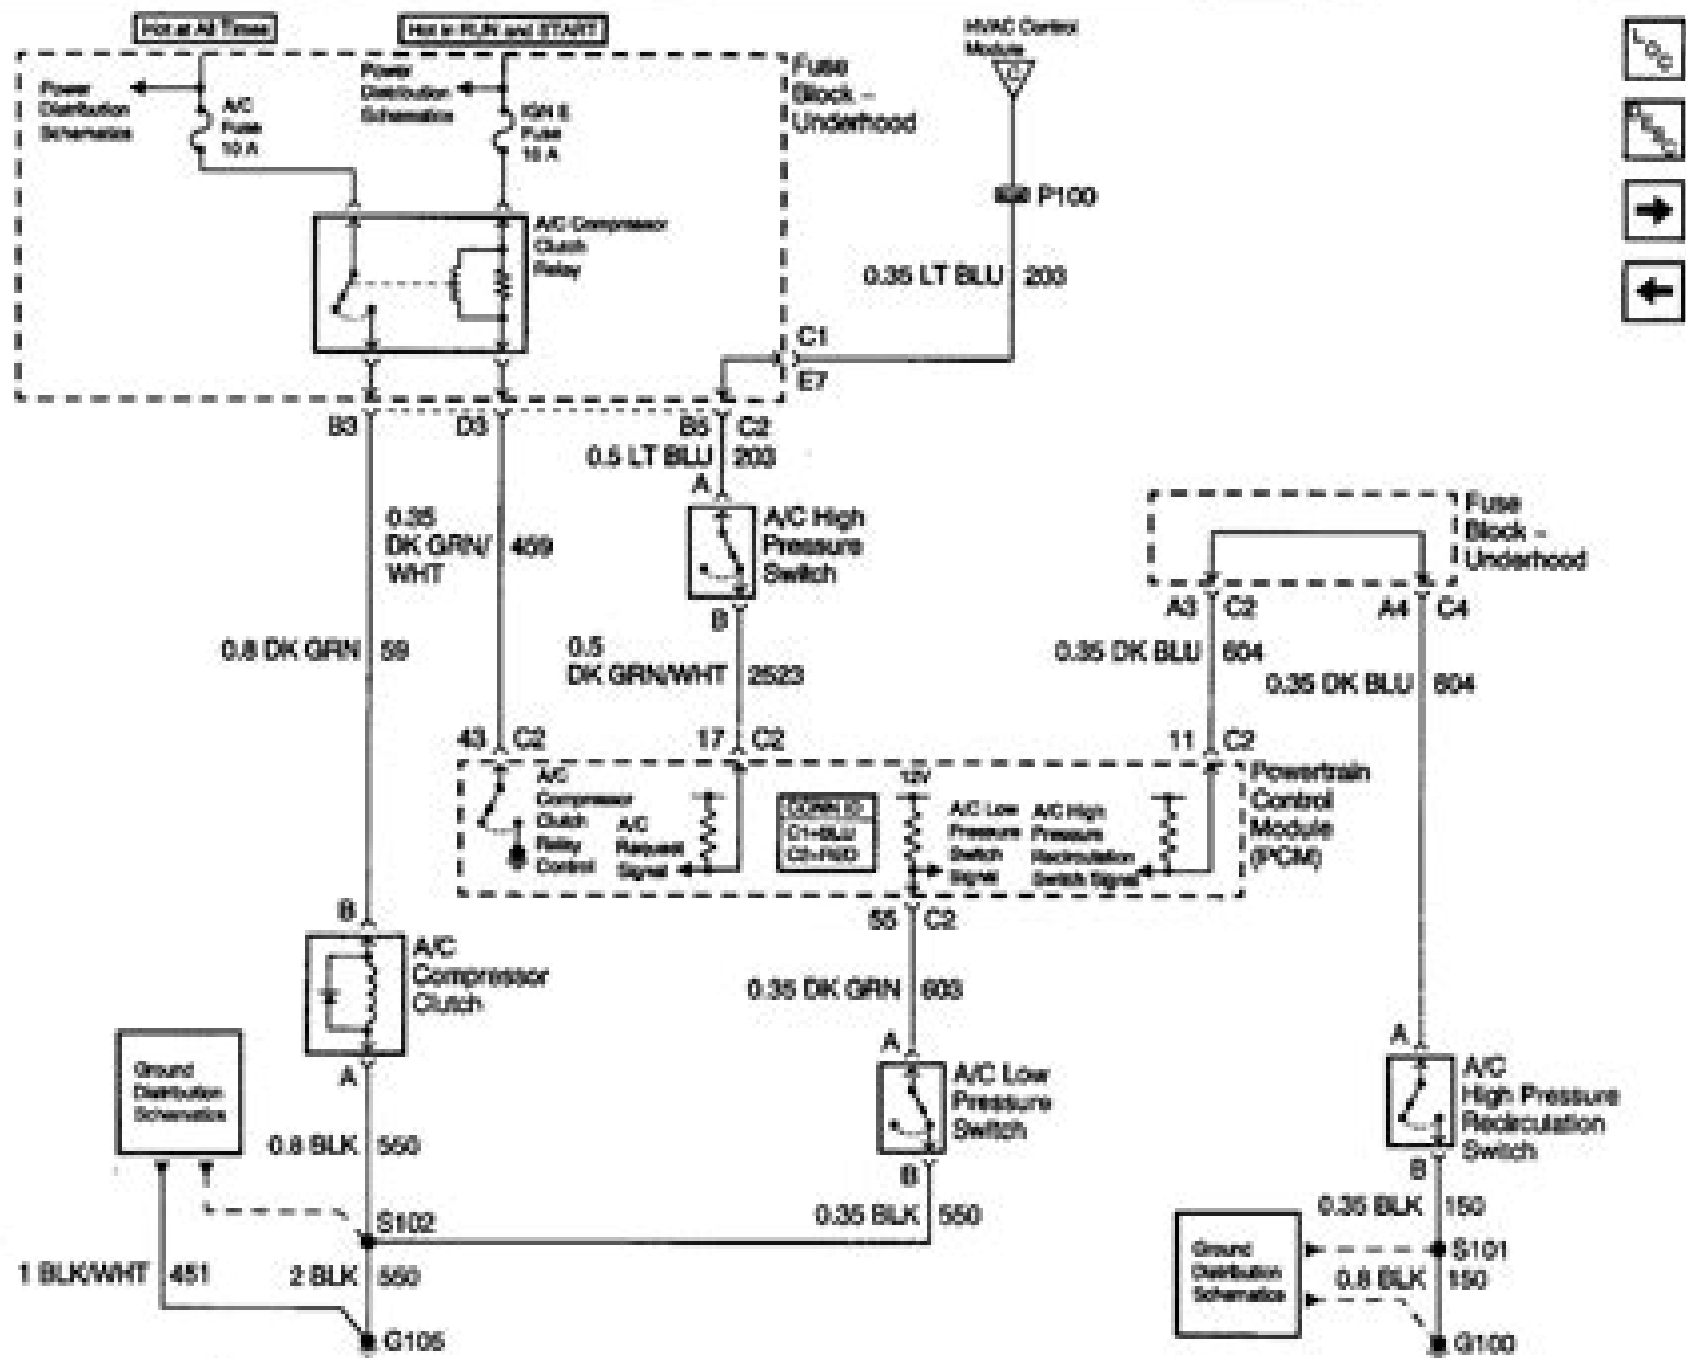 Hot at All Times
Hot in RUN and START
HVAC Control
Module
C
LOC
DESC
Power
Distribution
Schematics
A/C
Fuse
10 A
Power
Distribution
Schematics
IGN E
Fuse
10 A
Fuse
Block –
Underhood
P100
A/C Compressor
Clutch
Relay
0.35 LT BLU 203
C1
E7
B3 D3 B5 C2
0.5 LT BLU 203
A
A/C High
Pressure
Switch
B
0.35
DK GRN/
WHT
459
Fuse
Block –
Underhood
A3 C2 A4 C4
0.8 DK GRN 59
0.5
DK GRN/WHT 2523
0.35 DK BLU 604
0.35 DK BLU 604
43 C2 17 C2 11 C2
A/C
Compressor
Clutch
Relay
Control
A/C
Request
Signal
CONN ID
C1=BLU
C2=RED
12V
A/C Low
Pressure
Switch
Signal
A/C High
Pressure
Recirculation
Switch Signal
Powertrain
Control
Module
(PCM)
55 C2
B
A/C
Compressor
Clutch
A
0.35 DK GRN 603
A
A/C Low
Pressure
Switch
B
A
A/C
High Pressure
Recirculation
Switch
B
Ground
Distribution
Schematics
0.8 BLK 550
S102
0.35 BLK 550
0.35 BLK 150
S101
1 BLK/WHT 451
2 BLK 550
Ground
Distribution
Schematics
0.8 BLK 150
G105
G100